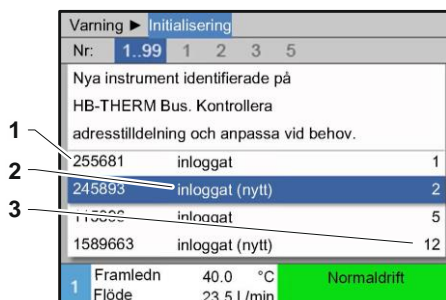 Varning ► Initialisering
Nr: 1..99 1 2 3 5
Nya instrument identifierade på
HB-THERM Bus. Kontrollera
adresstilldelning och anpassa vid behov.
1 255681 inloggat 1
2 245893 inloggat (nytt) 2
3 inloggat 5
1589663 inloggat (nytt) 12
1 Framledn 40.0 °C Normaldrift
Flöde 23.5 L/min